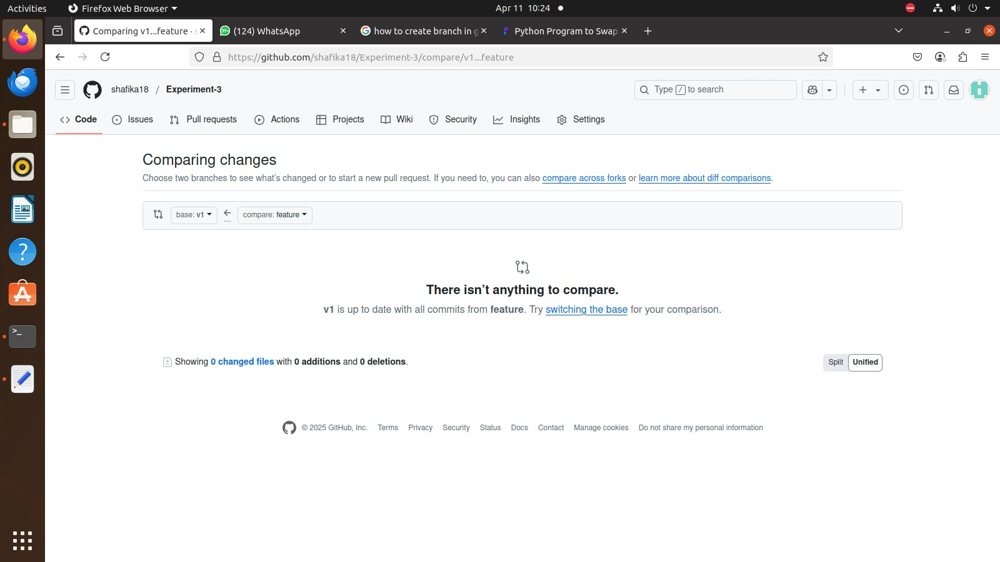 Activities Firefox Web Browser Apr 11 10:24
Comparing v1...feature · s (124) WhatsApp how to create branch in g Python Program to Swap
https://github.com/shafika18/Experiment-3/compare/v1...feature
shafika18 / Experiment-3 Type / to search
Code Issues Pull requests Actions Projects Wiki Security Insights Settings
Comparing changes
Choose two branches to see what's changed or to start a new pull request. If you need to, you can also compare across forks or learn more about diff comparisons.
base: v1 ... compare: feature
There isn't anything to compare.
v1 is up to date with all commits from feature. Try switching the base for your comparison.
Showing 0 changed files with 0 additions and 0 deletions. Split Unified
© 2025 GitHub, Inc. Terms Privacy Security Status Docs Contact Manage cookies Do not share my personal information